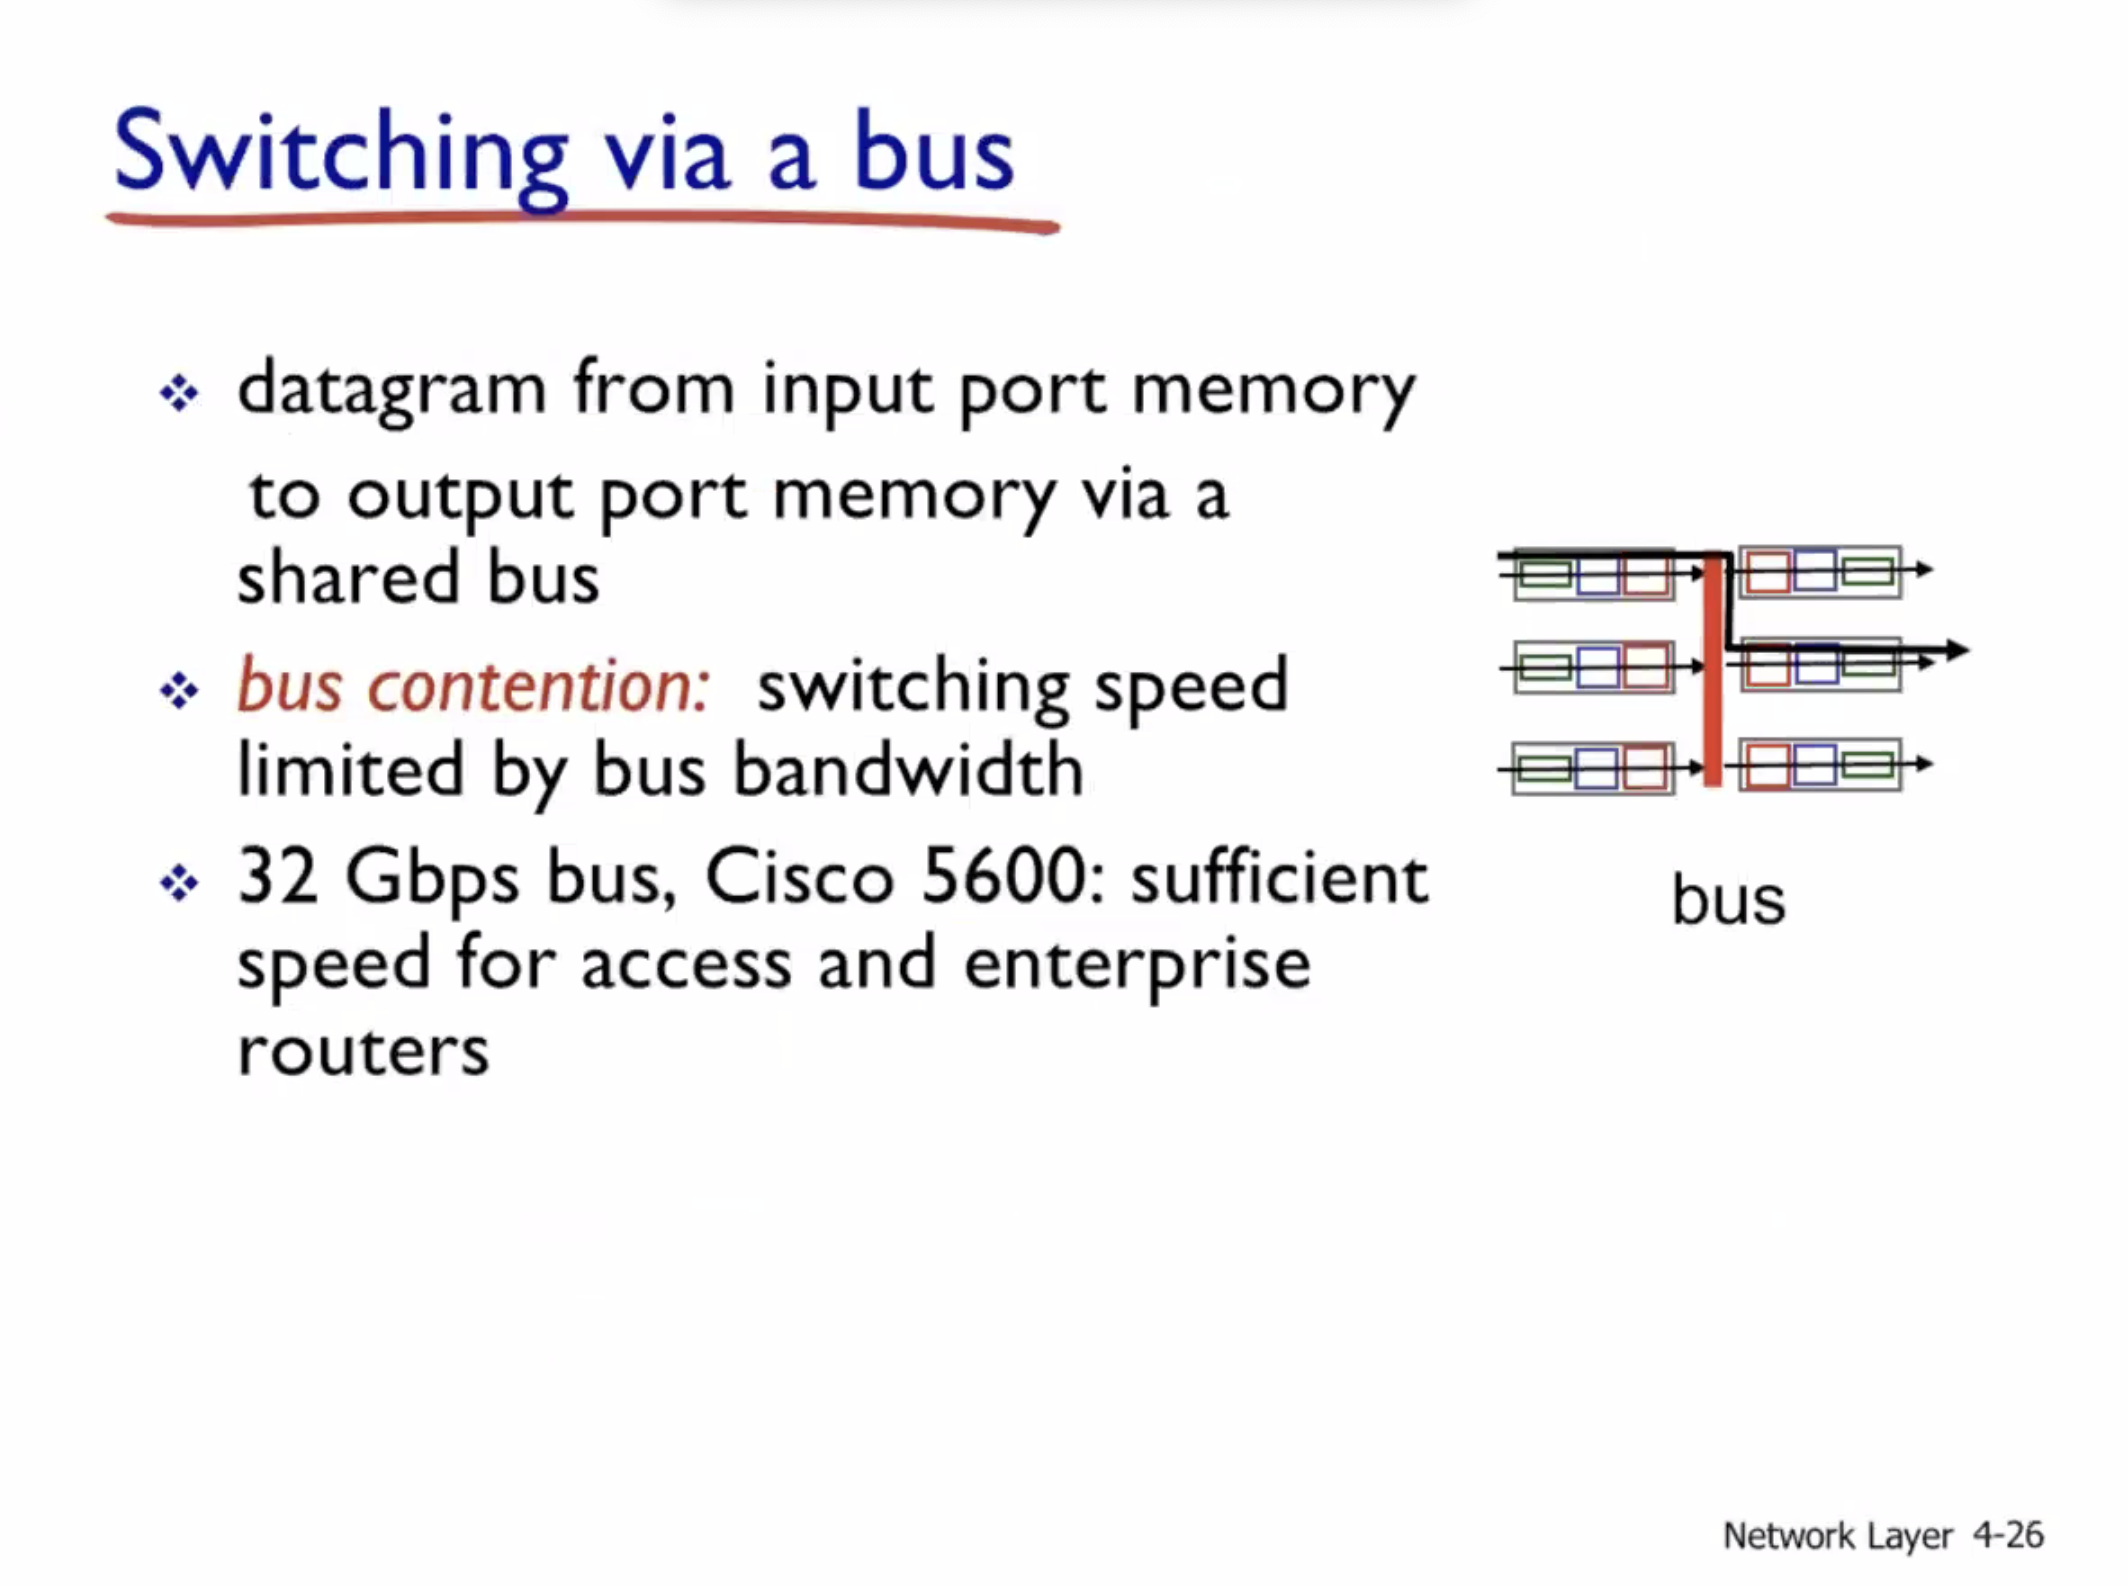 Switching via a bus
datagram from input port memory
to output port memory via a
shared bus
bus contention: switching speed
limited by bus bandwidth
32 Gbps bus, Cisco 5600: sufficient
speed for access and enterprise
routers
bus
Network Layer 4-26